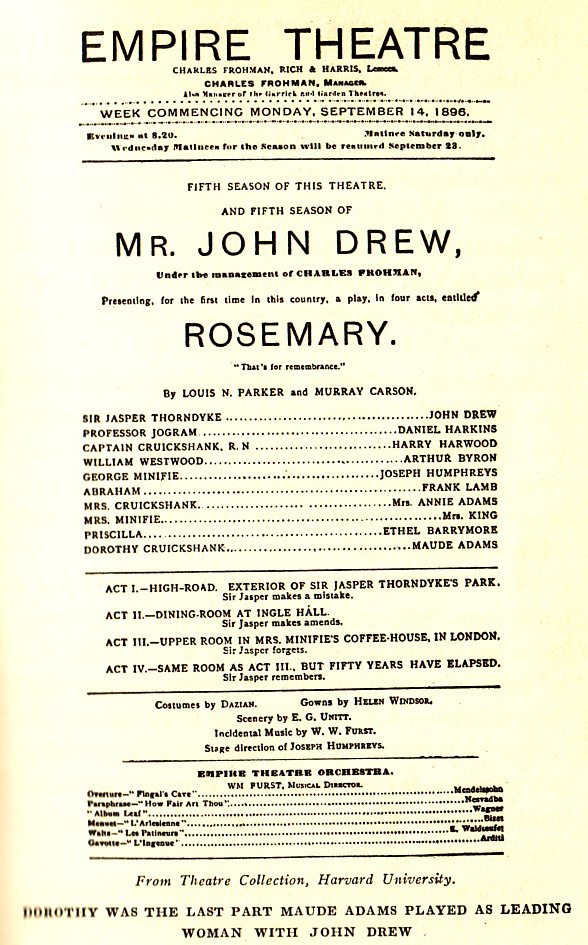 EMPIRE THEATRE
CHARLES FROHMAN, RICH & HARRIS, Lessees.
CHARLES FROHMAN, MANAGER.
Also Manager of the Garrick and Garden Theatres.
WEEK COMMENCING MONDAY, SEPTEMBER 14, 1896.
Evenings at 8.20. Matinee Saturday only.
Wednesday Matinees for the Season will be resumed September 23.
FIFTH SEASON OF THIS THEATRE.
AND FIFTH SEASON OF
MR. JOHN DREW,
Under the management of CHARLES FROHMAN,
Presenting, for the first time in this country, a play, in four acts, entitled
ROSEMARY.
"That's for remembrance."
By LOUIS N. PARKER and MURRAY CARSON.
SIR JASPER THORNDYKE ........ JOHN DREW
PROFESSOR JOGRAM ........ DANIEL HARKINS
CAPTAIN CRUICKSHANK, R. N ........ HARRY HARWOOD
WILLIAM WESTWOOD ........ ARTHUR BYRON
GEORGE MINIFIE ........ JOSEPH HUMPHREYS
ABRAHAM ........ FRANK LAMB
MRS. CRUICKSHANK ........ Mrs. ANNIE ADAMS
MRS. MINIFIE ........ Mrs. KING
PRISCILLA ........ ETHEL BARRYMORE
DOROTHY CRUICKSHANK ........ MAUDE ADAMS
ACT I.—HIGH-ROAD. EXTERIOR OF SIR JASPER THORNDYKE'S PARK.
Sir Jasper makes a mistake.
ACT II.—DINING-ROOM AT INGLE HALL.
Sir Jasper makes amends.
ACT III.—UPPER ROOM IN MRS. MINIFIE'S COFFEE-HOUSE, IN LONDON.
Sir Jasper forgets.
ACT IV.—SAME ROOM AS ACT III., BUT FIFTY YEARS HAVE ELAPSED.
Sir Jasper remembers.
Costumes by DAZIAN. Gowns by HELEN WINDSOR.
Scenery by E. G. UNITT.
Incidental Music by W. W. FURST.
Stage direction of JOSEPH HUMPHREYS.
EMPIRE THEATRE ORCHESTRA.
WM FURST, MUSICAL DIRECTOR.
Overture—"Fingal's Cave" ........ Mendelssohn
Paraphrase—"How Fair Art Thou" ........ Nesvadba
"Album Leaf" ........ Wagner
Menuet—"L'Arlesienne" ........ Bizet
Waltz—"Les Patineurs" ........ E. Waldteufel
Gavotte—"L'Ingenue" ........ Arditi
From Theatre Collection, Harvard University.
DOROTHY WAS THE LAST PART MAUDE ADAMS PLAYED AS LEADING
WOMAN WITH JOHN DREW